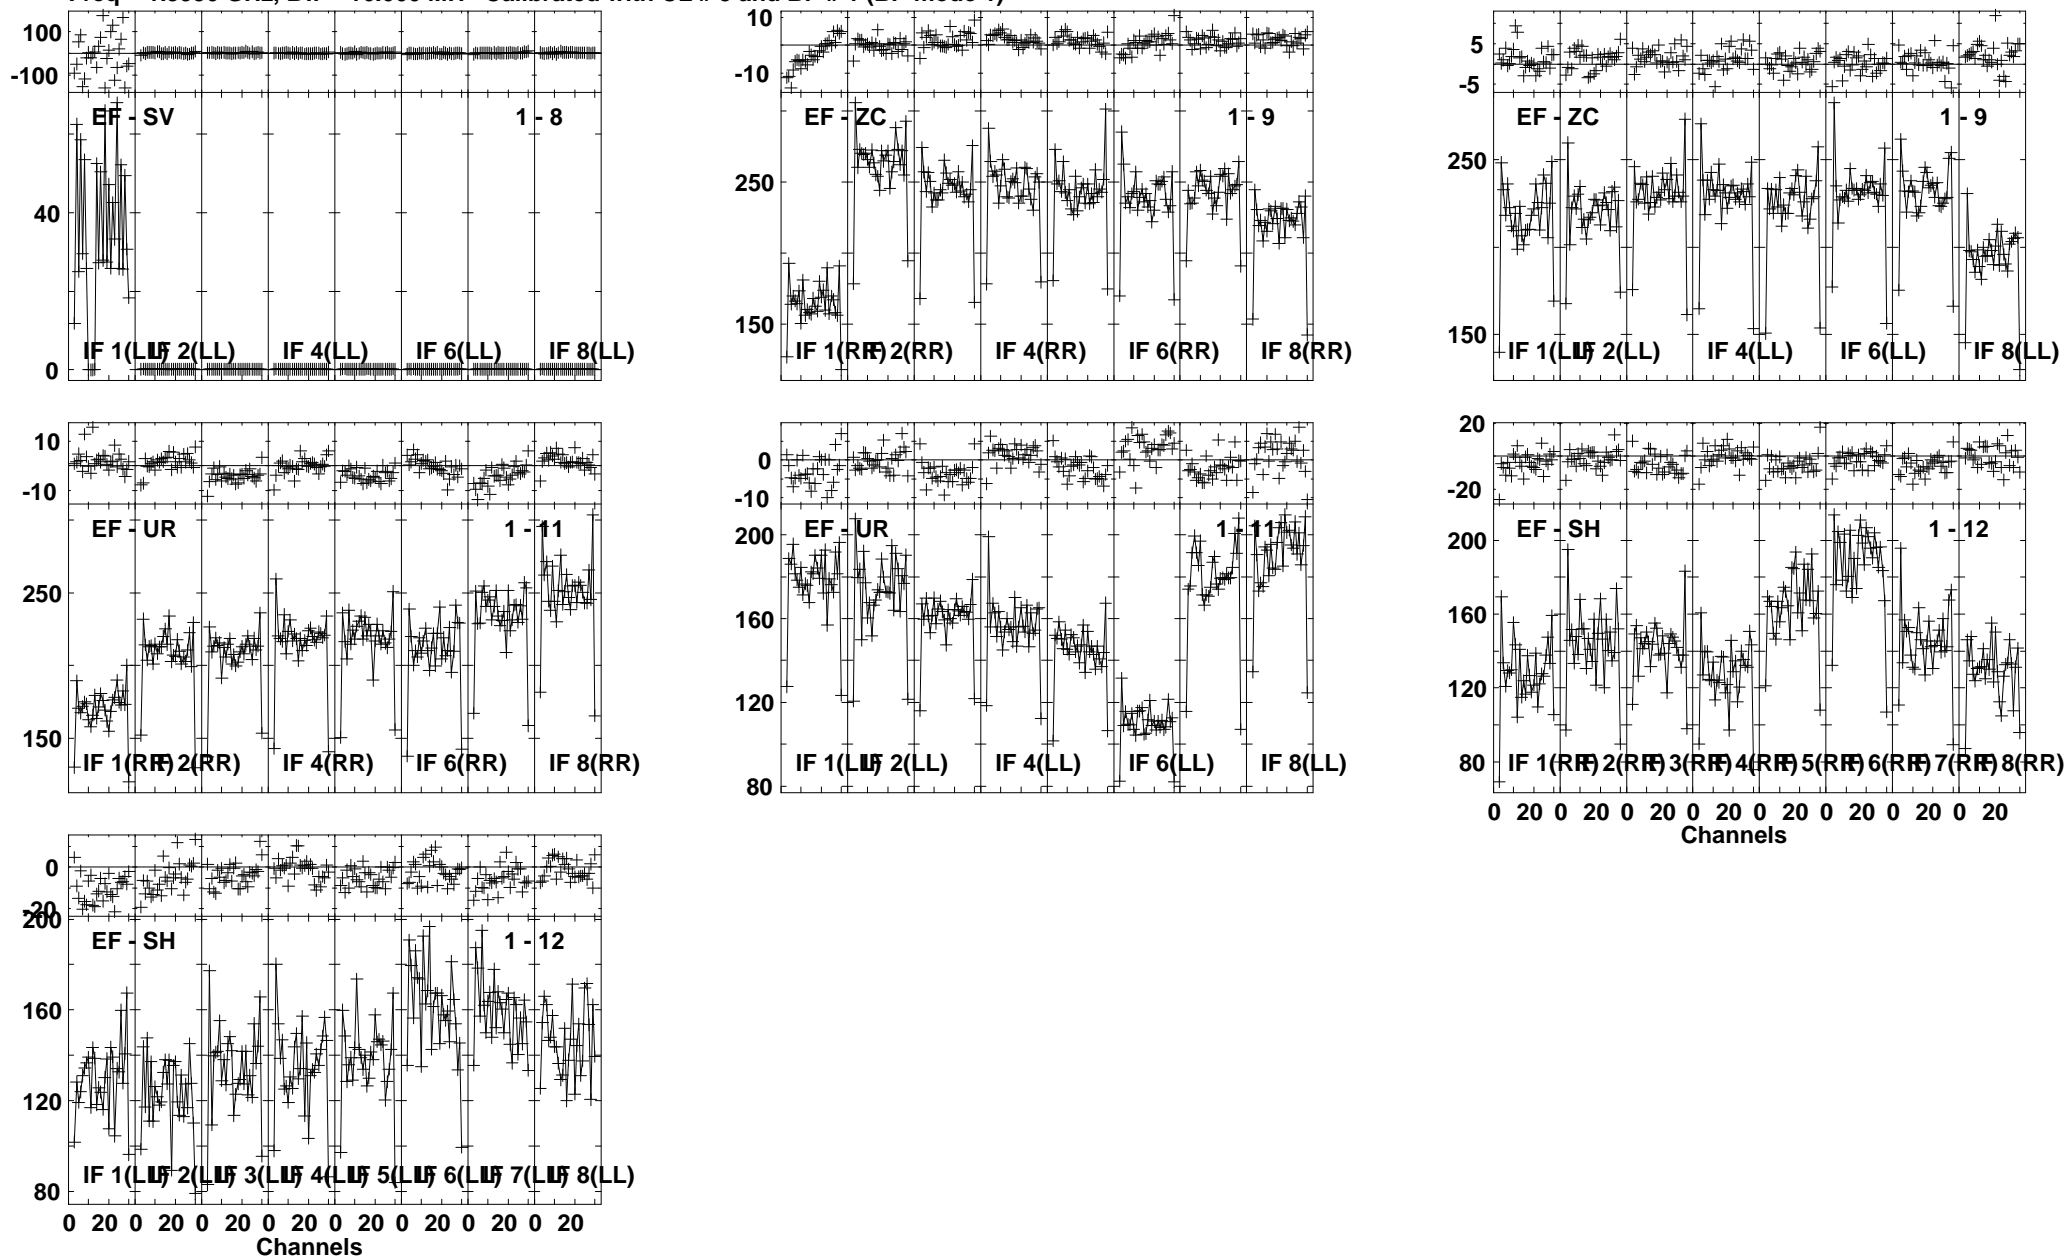 100
-100
EF - SV 1 - 8
40
0
IF 1(LL) IF 2(LL) IF 4(LL) IF 6(LL) IF 8(LL)
10
-10
EF - ZC 1 - 9
250
150
IF 1(RR) IF 2(RR) IF 4(RR) IF 6(RR) IF 8(RR)
5
-5
EF - ZC 1 - 9
250
150
IF 1(LL) IF 2(LL) IF 4(LL) IF 6(LL) IF 8(LL)
10
-10
EF - UR 1 - 11
250
150
IF 1(RR) IF 2(RR) IF 4(RR) IF 6(RR) IF 8(RR)
0
-10
EF - UR 1 - 11
200
160
120
80
IF 1(LL) IF 2(LL) IF 4(LL) IF 6(LL) IF 8(LL)
20
-20
EF - SH 1 - 12
200
160
120
80
IF 1(RR) IF 2(RR) IF 3(RR) IF 4(RR) IF 5(RR) IF 6(RR) IF 7(RR) IF 8(RR)
0 20 0 20 0 20 0 20 0 20 0 20 0 20 0 20
Channels
0
-20
200
EF - SH 1 - 12
160
120
80
IF 1(LL) IF 2(LL) IF 3(LL) IF 4(LL) IF 5(LL) IF 6(LL) IF 7(LL) IF 8(LL)
0 20 0 20 0 20 0 20 0 20 0 20 0 20 0 20
Channels